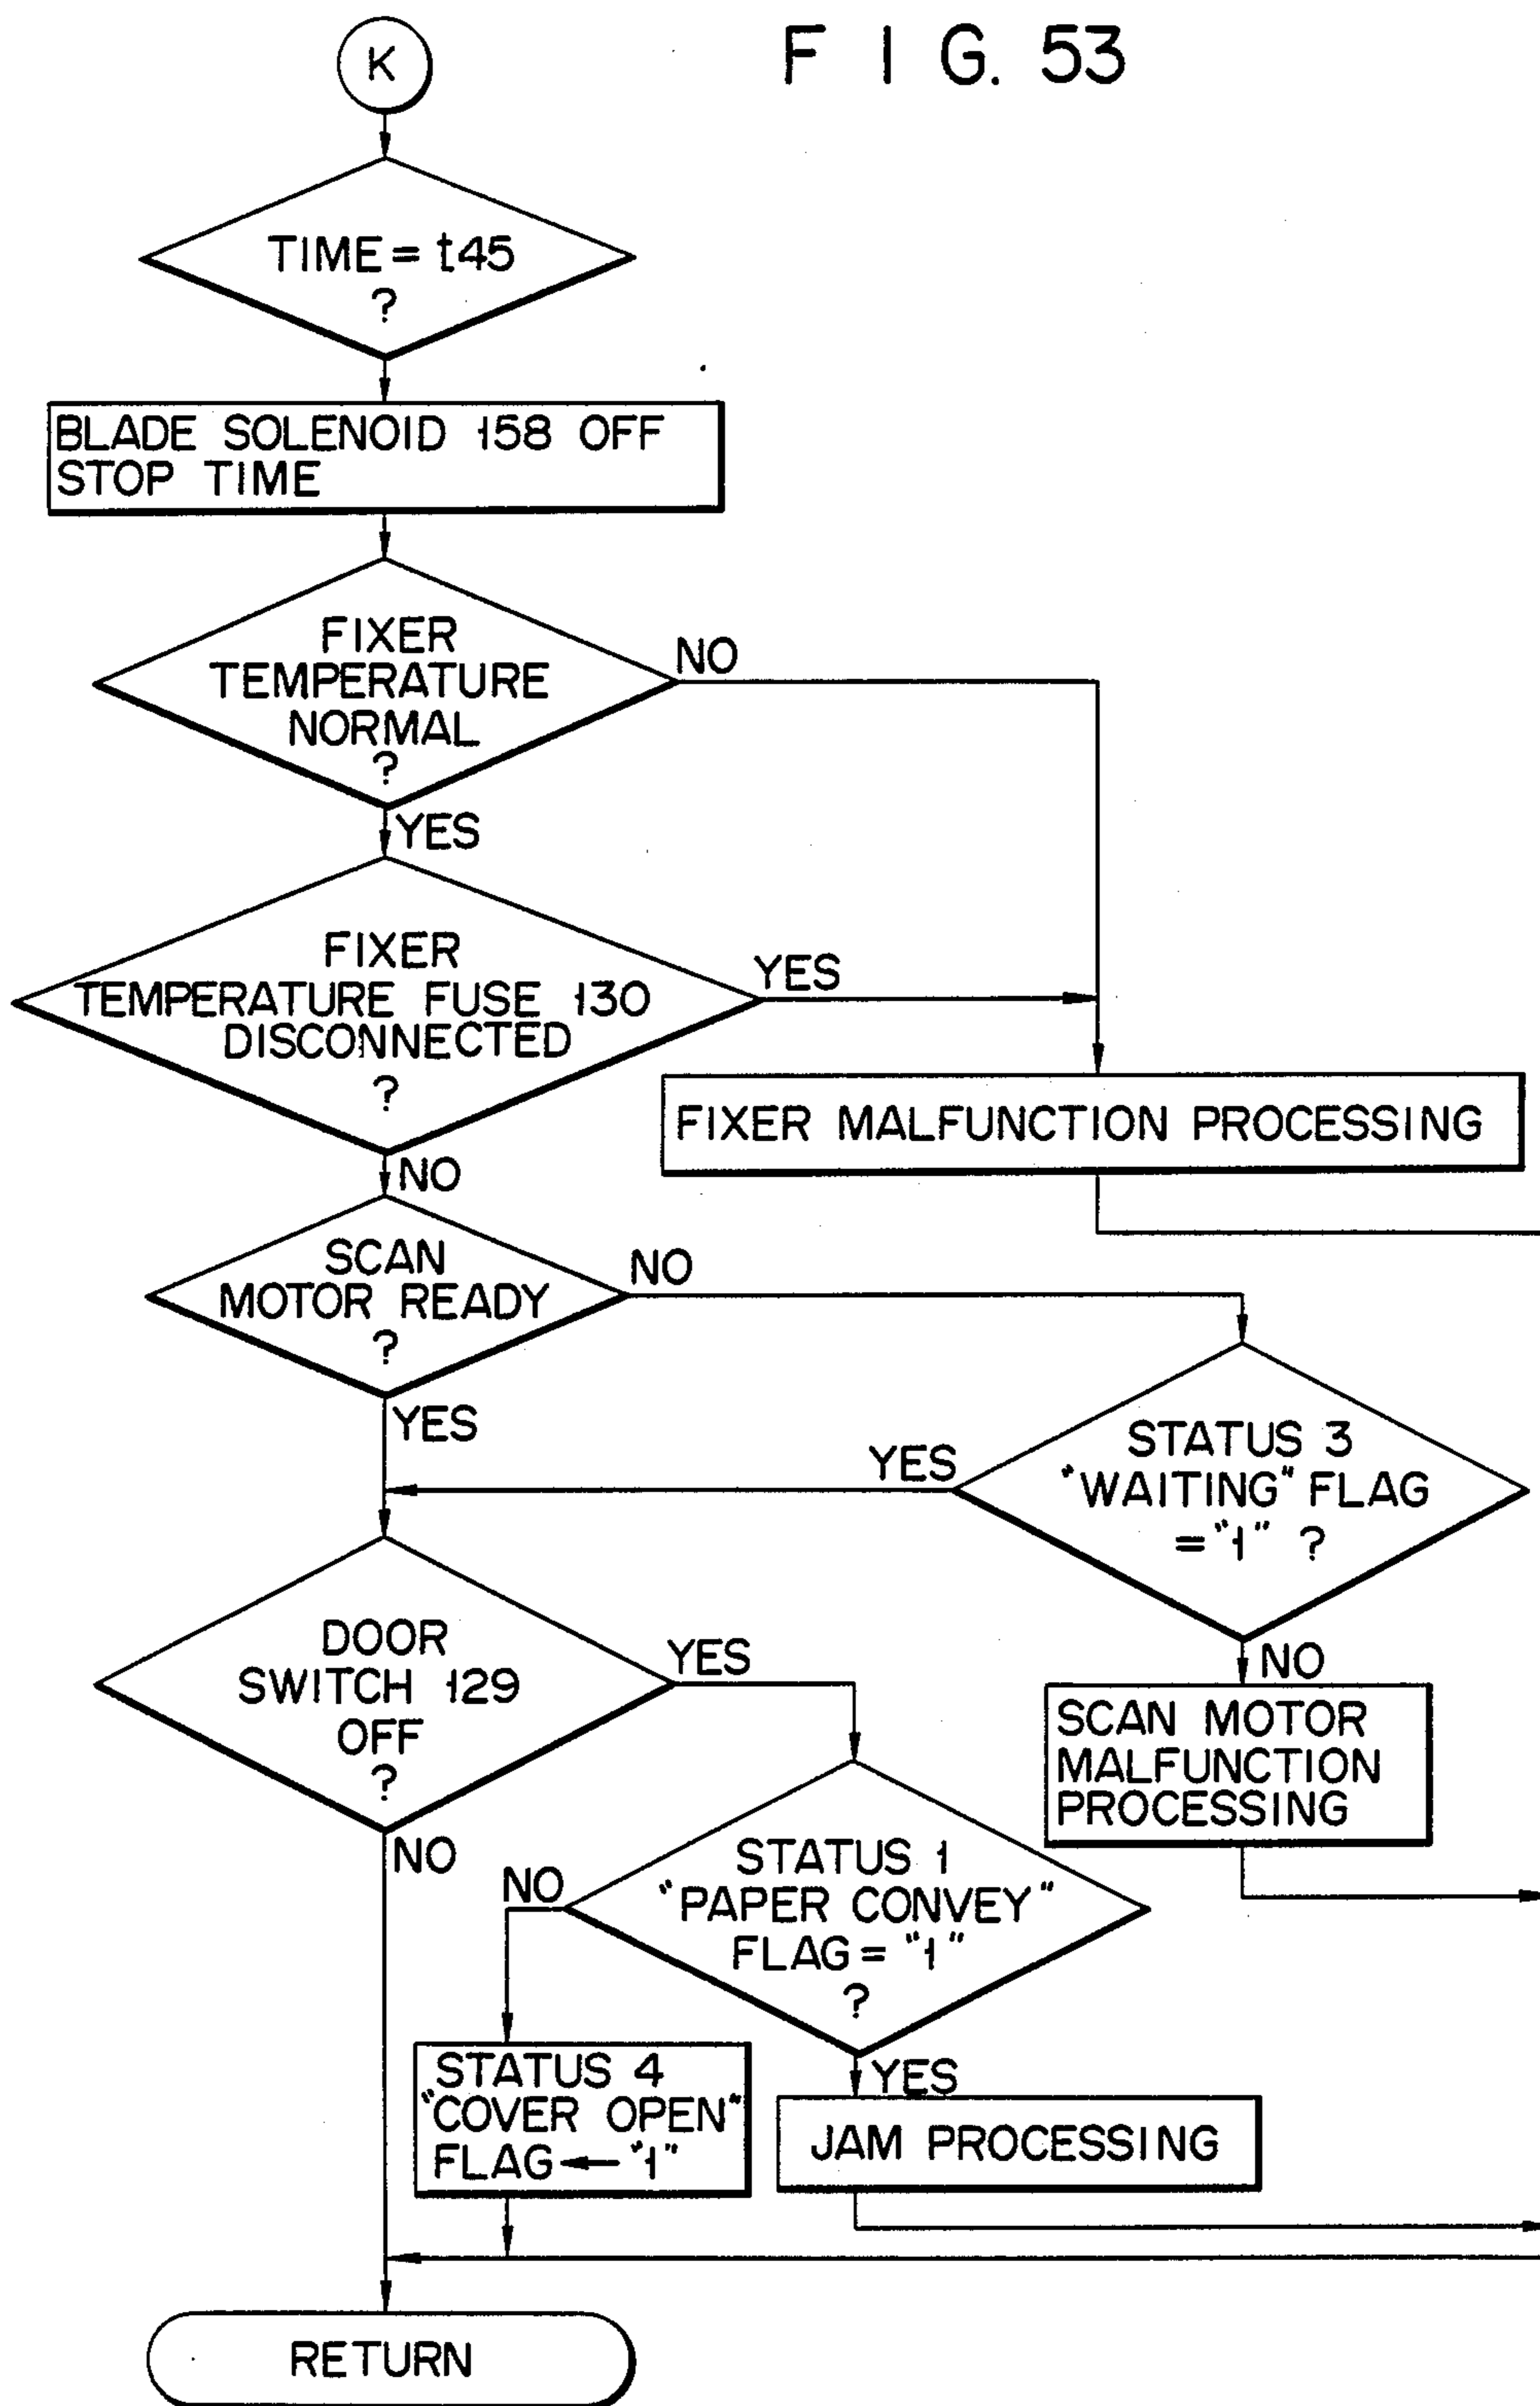 F I G. 53
K
TIME = t45
?
BLADE SOLENOID 158 OFF
STOP TIME
FIXER
TEMPERATURE
NORMAL
?
NO
YES
FIXER
TEMPERATURE FUSE 130
DISCONNECTED
?
YES
FIXER MALFUNCTION PROCESSING
NO
SCAN
MOTOR READY
?
NO
YES
STATUS 3
"WAITING" FLAG
= "1" ?
YES
NO
SCAN MOTOR
MALFUNCTION
PROCESSING
DOOR
SWITCH 129
OFF
?
YES
NO
STATUS 1
"PAPER CONVEY"
FLAG = "1"
?
NO
YES
STATUS 4
"COVER OPEN"
FLAG ← "1"
JAM PROCESSING
RETURN